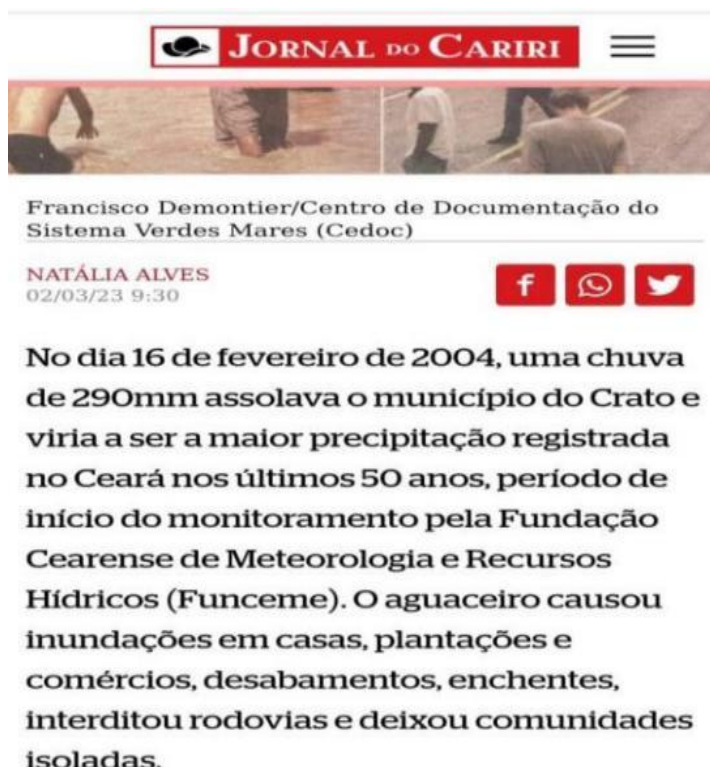 JORNAL DO CARIRI
Francisco Demontier/Centro de Documentação do
Sistema Verdes Mares (Cedoc)
NATÁLIA ALVES
02/03/23 9:30
No dia 16 de fevereiro de 2004, uma chuva
de 290mm assolava o município do Crato e
viria a ser a maior precipitação registrada
no Ceará nos últimos 50 anos, período de
início do monitoramento pela Fundação
Cearense de Meteorologia e Recursos
Hídricos (Funceme). O aguaceiro causou
inundações em casas, plantações e
comércios, desabamentos, enchentes,
interditou rodovias e deixou comunidades
isoladas.